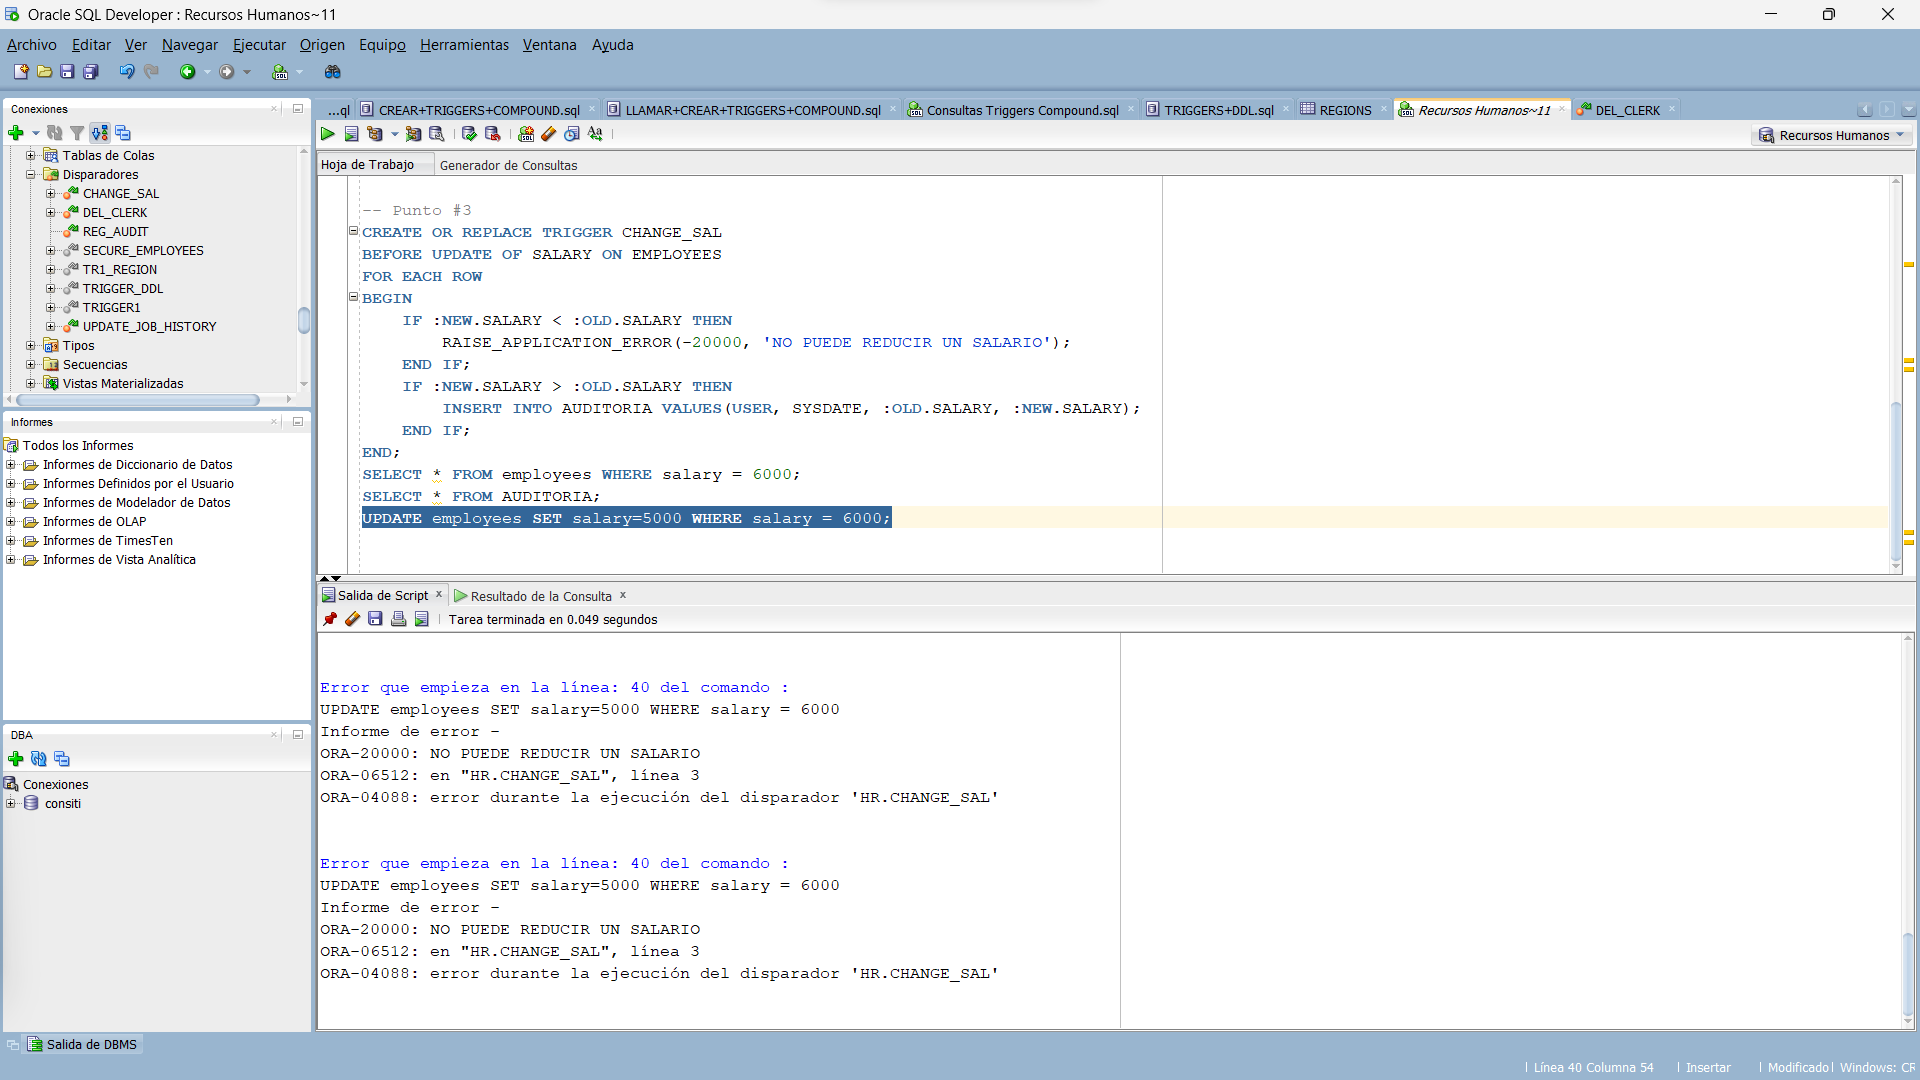 Oracle SQL Developer : Recursos Humanos~11
Archivo Editar Ver Navegar Ejecutar Origen Equipo Herramientas Ventana Ayuda
Conexiones
Tablas de Colas
Disparadores
CHANGE_SAL
DEL_CLERK
REG_AUDIT
SECURE_EMPLOYEES
TR1_REGION
TRIGGER_DDL
TRIGGER1
UPDATE_JOB_HISTORY
Tipos
Secuencias
Vistas Materializadas
Informes
Todos los Informes
Informes de Diccionario de Datos
Informes Definidos por el Usuario
Informes de Modelador de Datos
Informes de OLAP
Informes de TimesTen
Informes de Vista Analítica
DBA
Conexiones
consiti
...ql CREAR+TRIGGERS+COMPOUND.sql LLAMAR+CREAR+TRIGGERS+COMPOUND.sql Consultas Triggers Compound.sql TRIGGERS+DDL.sql REGIONS Recursos Humanos~11 DEL_CLERK
Recursos Humanos
Hoja de Trabajo Generador de Consultas
-- Punto #3
CREATE OR REPLACE TRIGGER CHANGE_SAL
BEFORE UPDATE OF SALARY ON EMPLOYEES
FOR EACH ROW
BEGIN
IF :NEW.SALARY < :OLD.SALARY THEN
RAISE_APPLICATION_ERROR(-20000, 'NO PUEDE REDUCIR UN SALARIO');
END IF;
IF :NEW.SALARY > :OLD.SALARY THEN
INSERT INTO AUDITORIA VALUES(USER, SYSDATE, :OLD.SALARY, :NEW.SALARY);
END IF;
END;
SELECT * FROM employees WHERE salary = 6000;
SELECT * FROM AUDITORIA;
UPDATE employees SET salary=5000 WHERE salary = 6000;
Salida de Script Resultado de la Consulta
Tarea terminada en 0.049 segundos
Error que empieza en la línea: 40 del comando :
UPDATE employees SET salary=5000 WHERE salary = 6000
Informe de error -
ORA-20000: NO PUEDE REDUCIR UN SALARIO
ORA-06512: en "HR.CHANGE_SAL", línea 3
ORA-04088: error durante la ejecución del disparador 'HR.CHANGE_SAL'
Error que empieza en la línea: 40 del comando :
UPDATE employees SET salary=5000 WHERE salary = 6000
Informe de error -
ORA-20000: NO PUEDE REDUCIR UN SALARIO
ORA-06512: en "HR.CHANGE_SAL", línea 3
ORA-04088: error durante la ejecución del disparador 'HR.CHANGE_SAL'
Salida de DBMS
Línea 40 Columna 54 Insertar Modificado Windows: CR